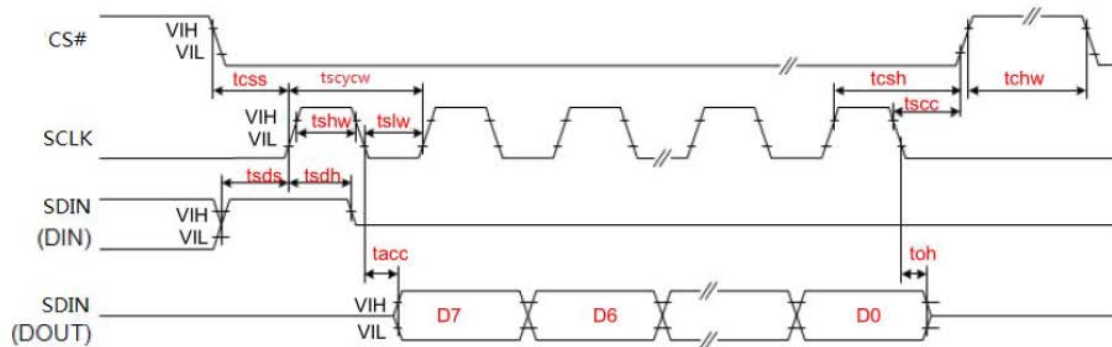 CS#
VIH
VIL
tcss
tscycw
tcsh
tchw
tscc
SCLK
VIH
VIL
tshw
tslw
tsds
tsdh
SDIN
(DIN)
VIH
VIL
tacc
toh
SDIN
(DOUT)
VIH
VIL
D7
D6
D0